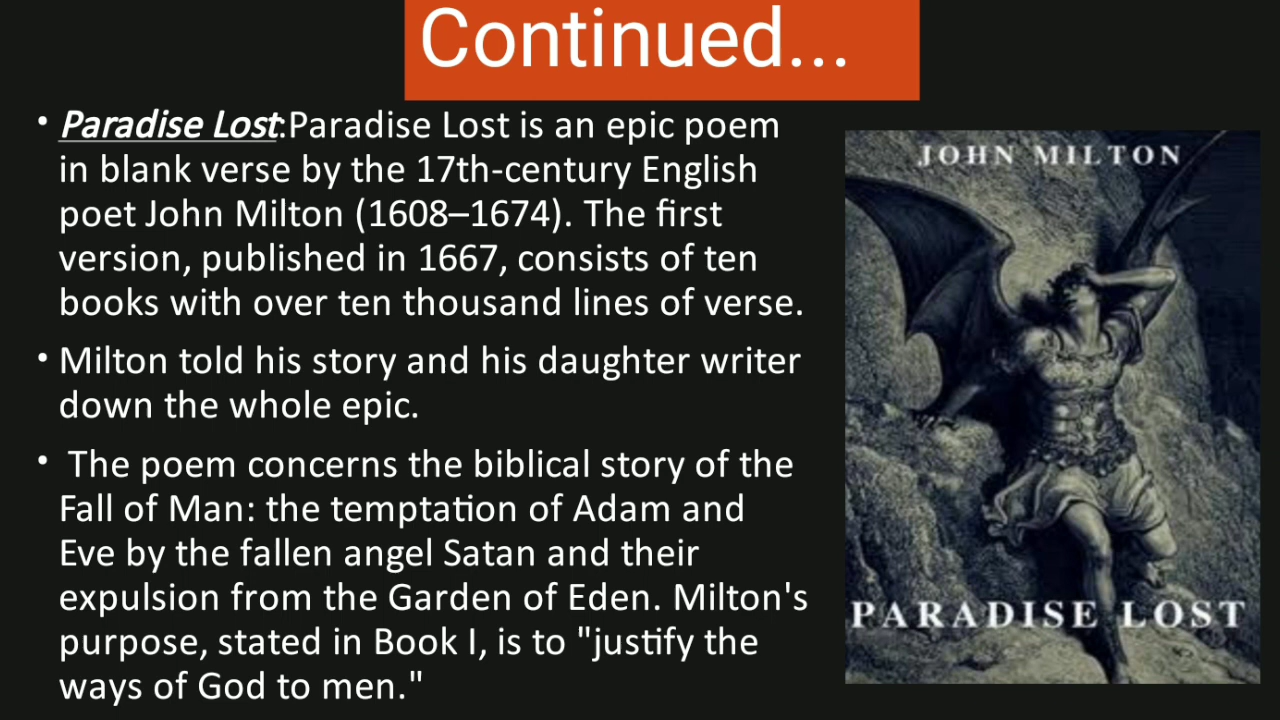 Continued...
• Paradise Lost:Paradise Lost is an epic poem
in blank verse by the 17th-century English
poet John Milton (1608–1674). The first
version, published in 1667, consists of ten
books with over ten thousand lines of verse.
• Milton told his story and his daughter writer
down the whole epic.
• The poem concerns the biblical story of the
Fall of Man: the temptation of Adam and
Eve by the fallen angel Satan and their
expulsion from the Garden of Eden. Milton's
purpose, stated in Book I, is to "justify the
ways of God to men."
JOHN MILTON
PARADISE LOST